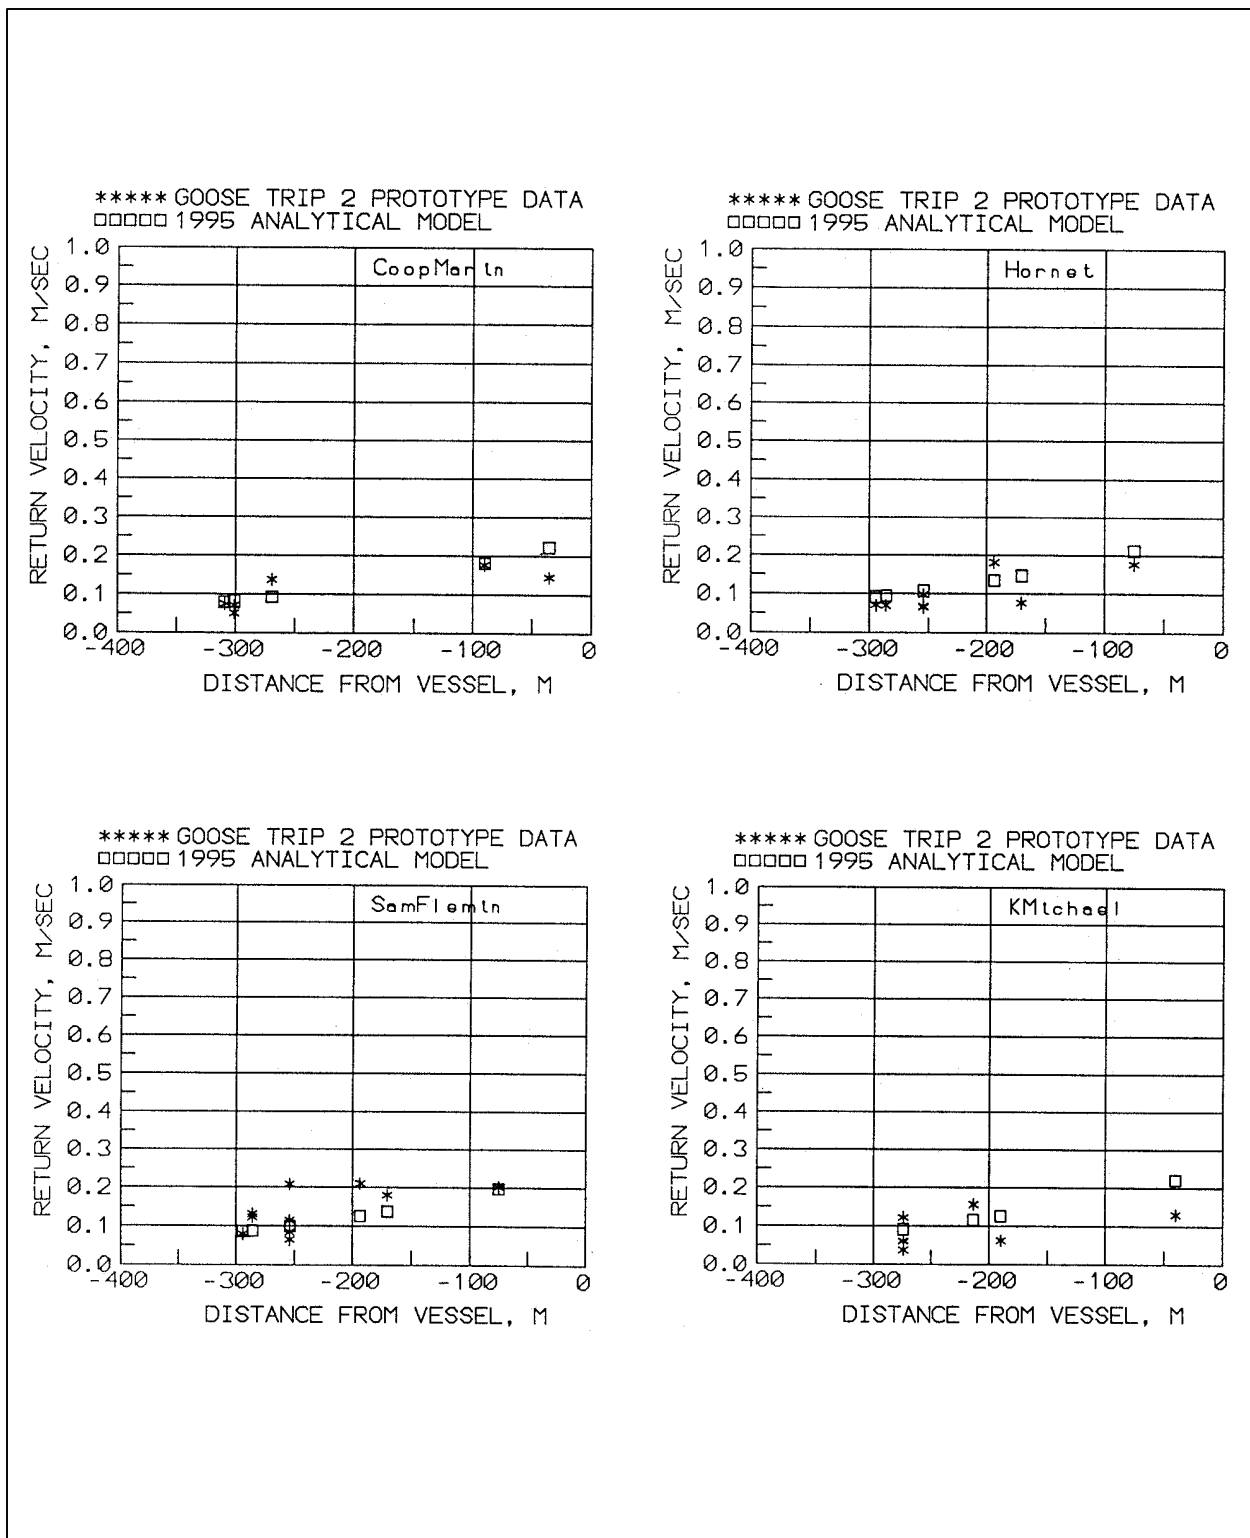 ***** GOOSE TRIP 2 PROTOTYPE DATA
□□□□□ 1995 ANALYTICAL MODEL
CoopMartn
RETURN VELOCITY, M/SEC
1.0
0.9
0.8
0.7
0.6
0.5
0.4
0.3
0.2
0.1
0.0
-400 -300 -200 -100 0
DISTANCE FROM VESSEL, M
***** GOOSE TRIP 2 PROTOTYPE DATA
□□□□□ 1995 ANALYTICAL MODEL
Hornet
RETURN VELOCITY, M/SEC
1.0
0.9
0.8
0.7
0.6
0.5
0.4
0.3
0.2
0.1
0.0
-400 -300 -200 -100 0
DISTANCE FROM VESSEL, M
***** GOOSE TRIP 2 PROTOTYPE DATA
□□□□□ 1995 ANALYTICAL MODEL
SamFlemin
RETURN VELOCITY, M/SEC
1.0
0.9
0.8
0.7
0.6
0.5
0.4
0.3
0.2
0.1
0.0
-400 -300 -200 -100 0
DISTANCE FROM VESSEL, M
***** GOOSE TRIP 2 PROTOTYPE DATA
□□□□□ 1995 ANALYTICAL MODEL
KMichael
RETURN VELOCITY, M/SEC
1.0
0.9
0.8
0.7
0.6
0.5
0.4
0.3
0.2
0.1
0.0
-400 -300 -200 -100 0
DISTANCE FROM VESSEL, M